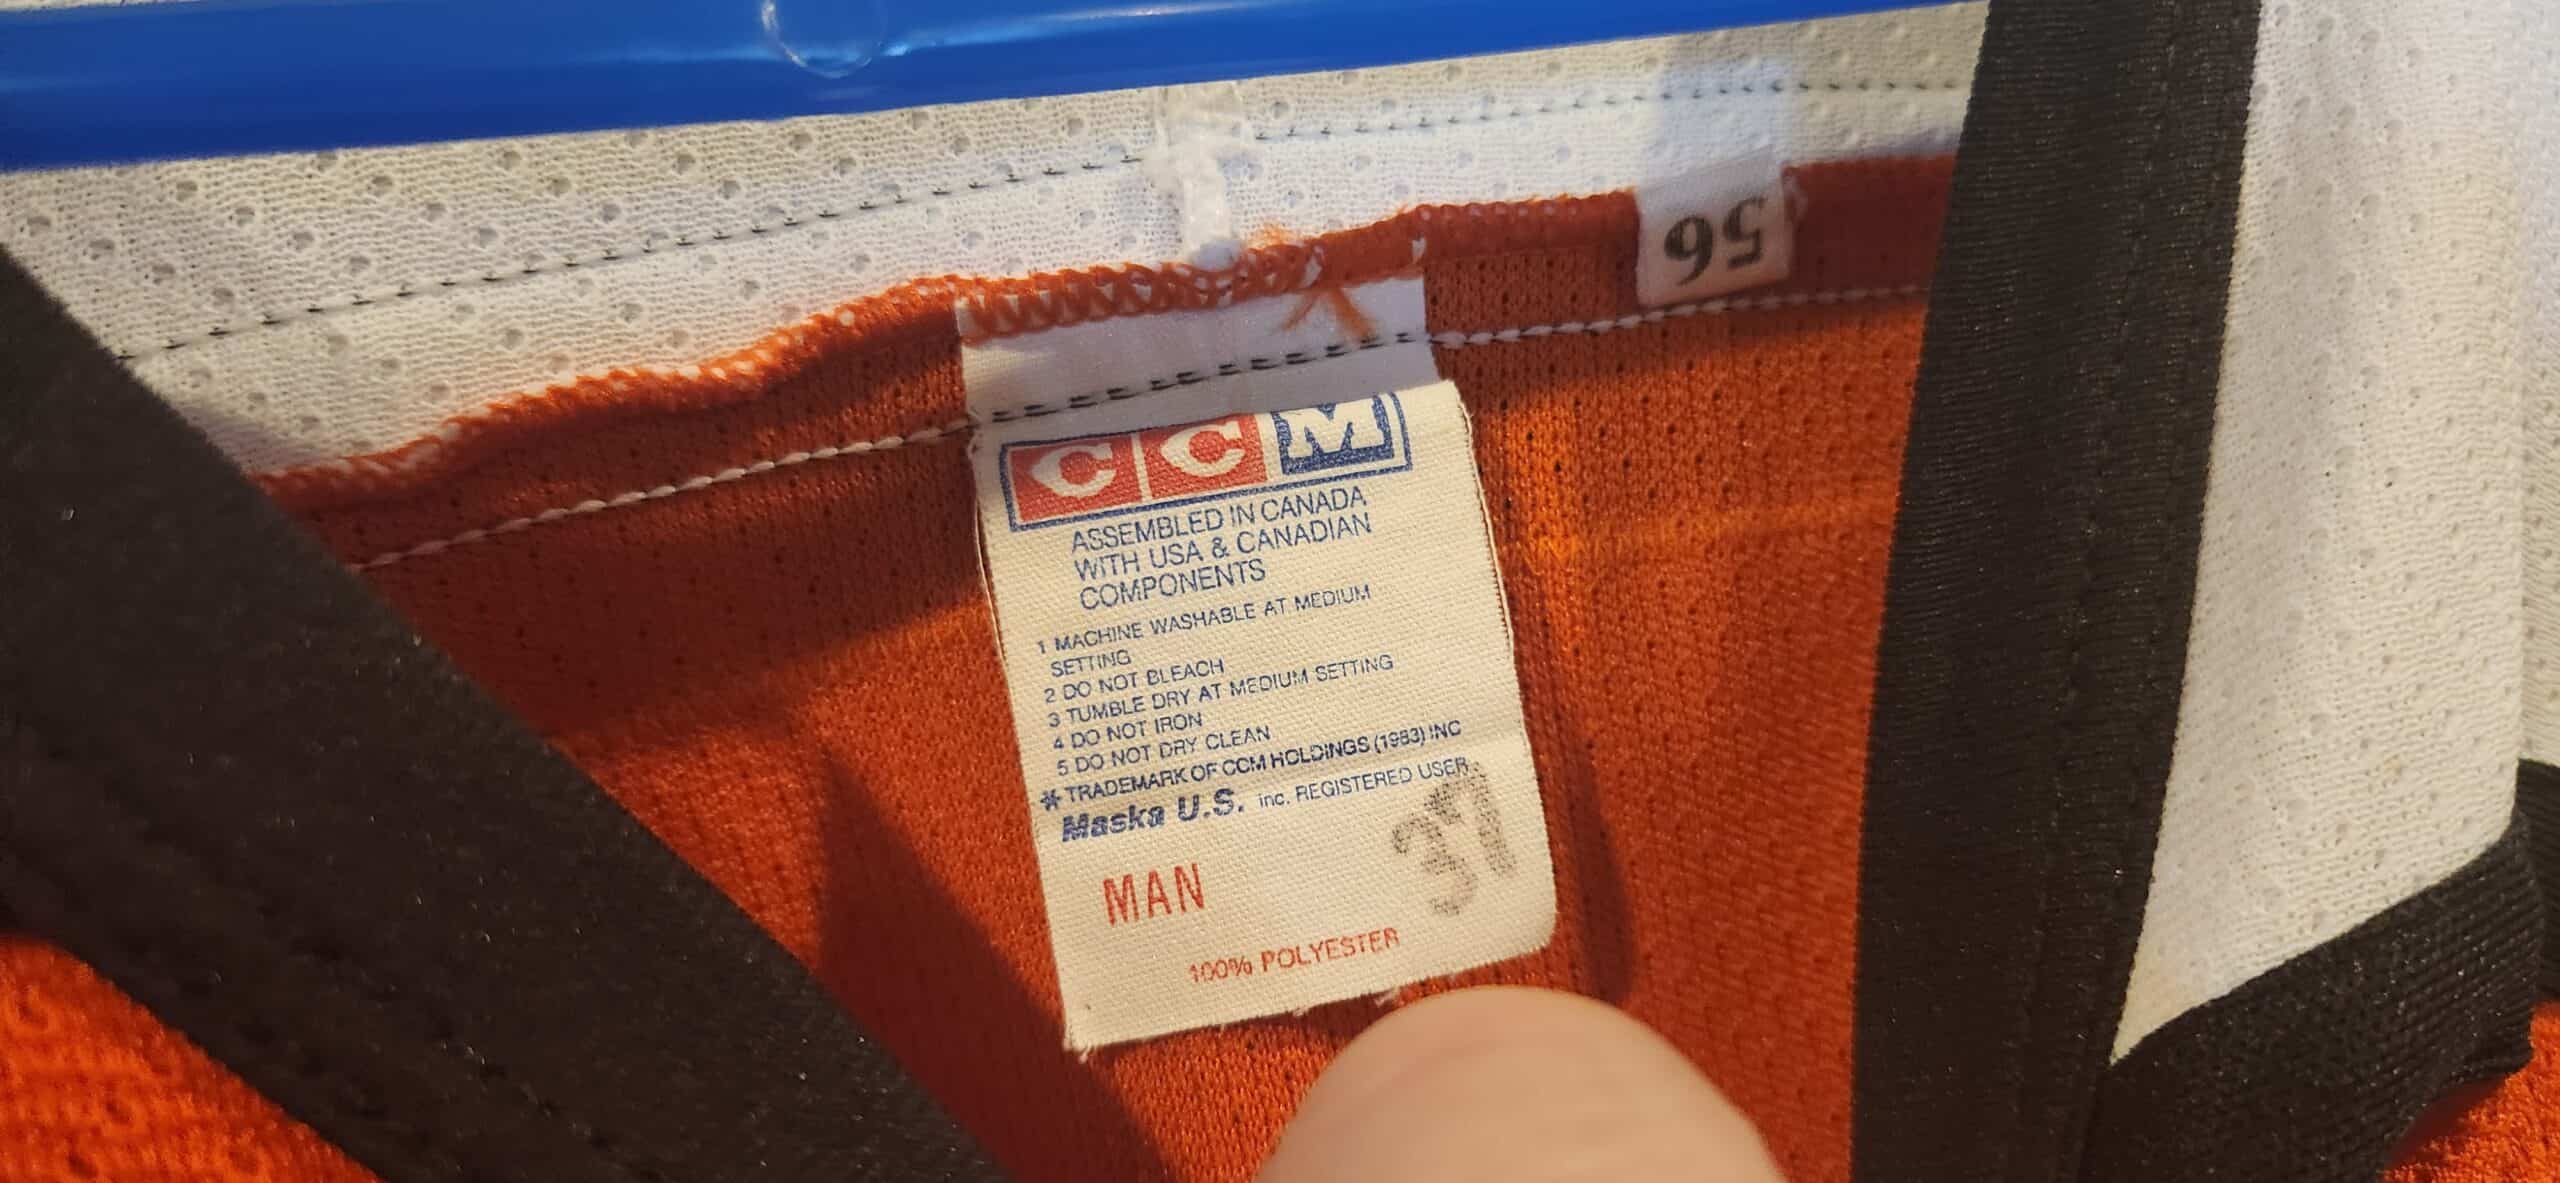 56
CCM
ASSEMBLED IN CANADA
WITH USA & CANADIAN
COMPONENTS
1 MACHINE WASHABLE AT MEDIUM
SETTING
2 DO NOT BLEACH
3 TUMBLE DRY AT MEDIUM SETTING
4 DO NOT IRON
5 DO NOT DRY CLEAN
* TRADEMARK OF CCM HOLDINGS (1983) INC
Maska U.S. inc. REGISTERED USER
37
MAN
100% POLYESTER